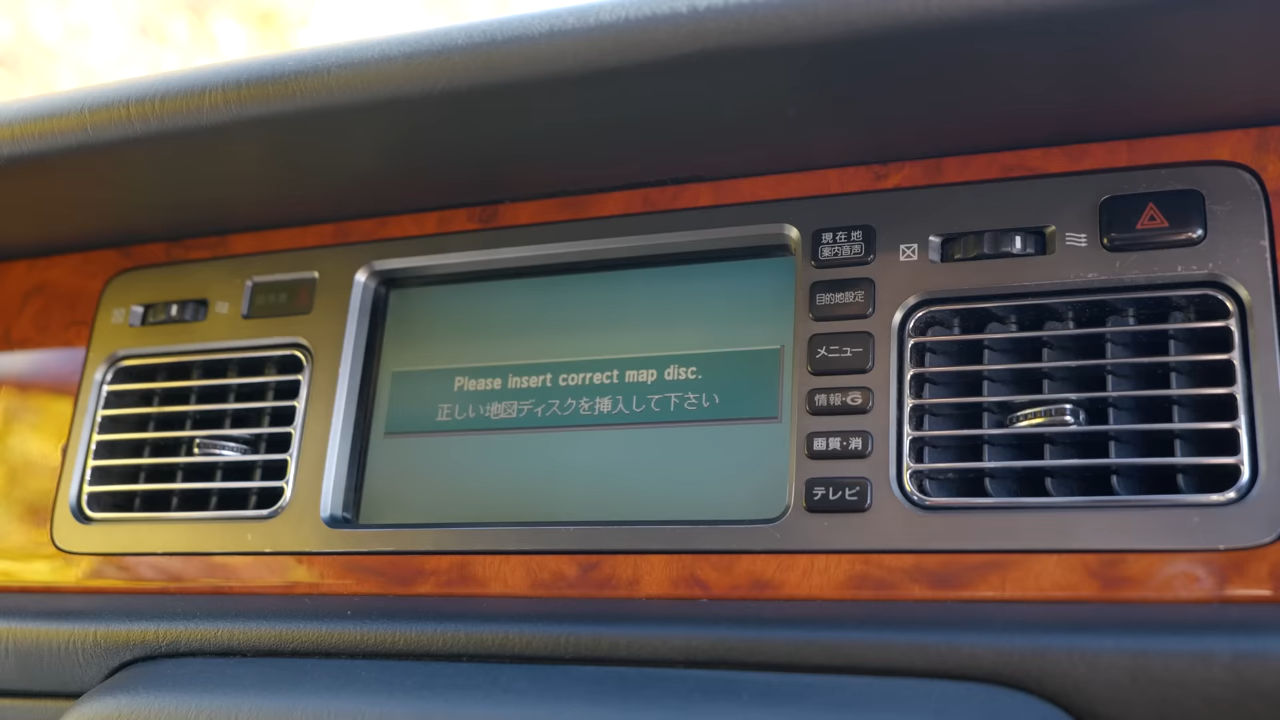 Please insert correct map disc.
正しい地図ディスクを挿入して下さい
現在地
案内音声
目的地設定
メニュー
情報・G
画質・消
テレビ